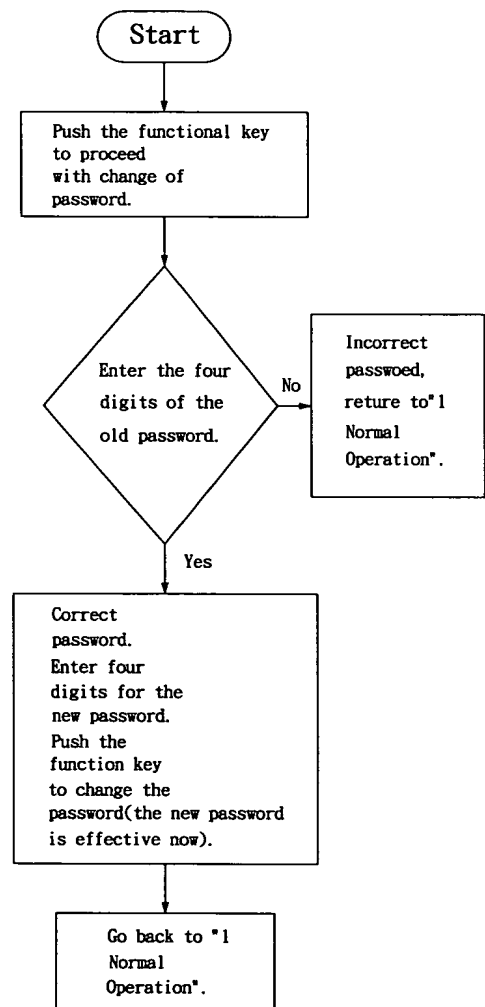 Start
Push the functional key
to proceed
with change of
password.
Enter the four
digits of the
old password.
No
Incorrect
passwoed,
returе to"1
Normal
Operation".
Yes
Correct
password.
Enter four
digits for the
new password.
Push the
function key
to change the
password(the new password
is effective now).
Go back to "1
Normal
Operation".